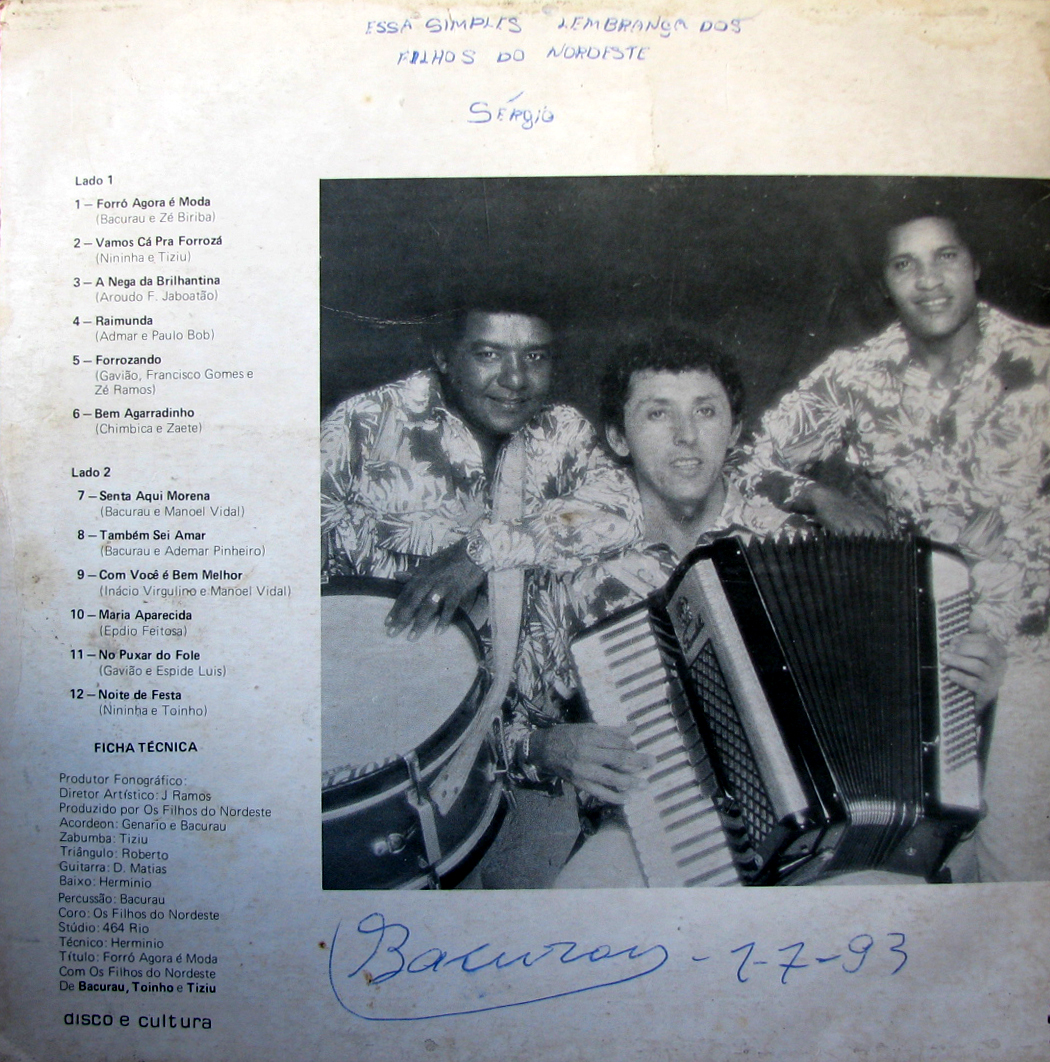 ESSA SIMPLES LEMBRANÇA DOS
FILHOS DO NORDESTE
Sérgio
Lado 1
1 – Forró Agora é Moda
(Bacurau e Zé Biriba)
2 – Vamos Cá Pra Forrozá
(Nininha e Tiziu)
3 – A Nega da Brilhantina
(Aroudo F. Jaboatão)
4 – Raimunda
(Admar e Paulo Bob)
5 – Forrozando
(Gavião, Francisco Gomes e
Zé Ramos)
6 – Bem Agarradinho
(Chimbica e Zaete)
Lado 2
7 – Senta Aqui Morena
(Bacurau e Manoel Vidal)
8 – Também Sei Amar
(Bacurau e Ademar Pinheiro)
9 – Com Você é Bem Melhor
(Inácio Virgulino e Manoel Vidal)
10 – Maria Aparecida
(Epdio Feitosa)
11 – No Puxar do Fole
(Gavião e Espide Luis)
12 – Noite de Festa
(Nininha e Toinho)
FICHA TÉCNICA
Produtor Fonográfico:
Diretor Artístico: J Ramos
Produzido por Os Filhos do Nordeste
Acordeon: Genario e Bacurau
Zabumba: Tiziu
Triângulo: Roberto
Guitarra: D. Matias
Baixo: Herminio
Percussão: Bacurau
Coro: Os Filhos do Nordeste
Stúdio: 464 Rio
Técnico: Herminio
Título: Forró Agora é Moda
Com Os Filhos do Nordeste
De Bacurau, Toinho e Tiziu
disco e cultura
Bacurau - 1-7-93